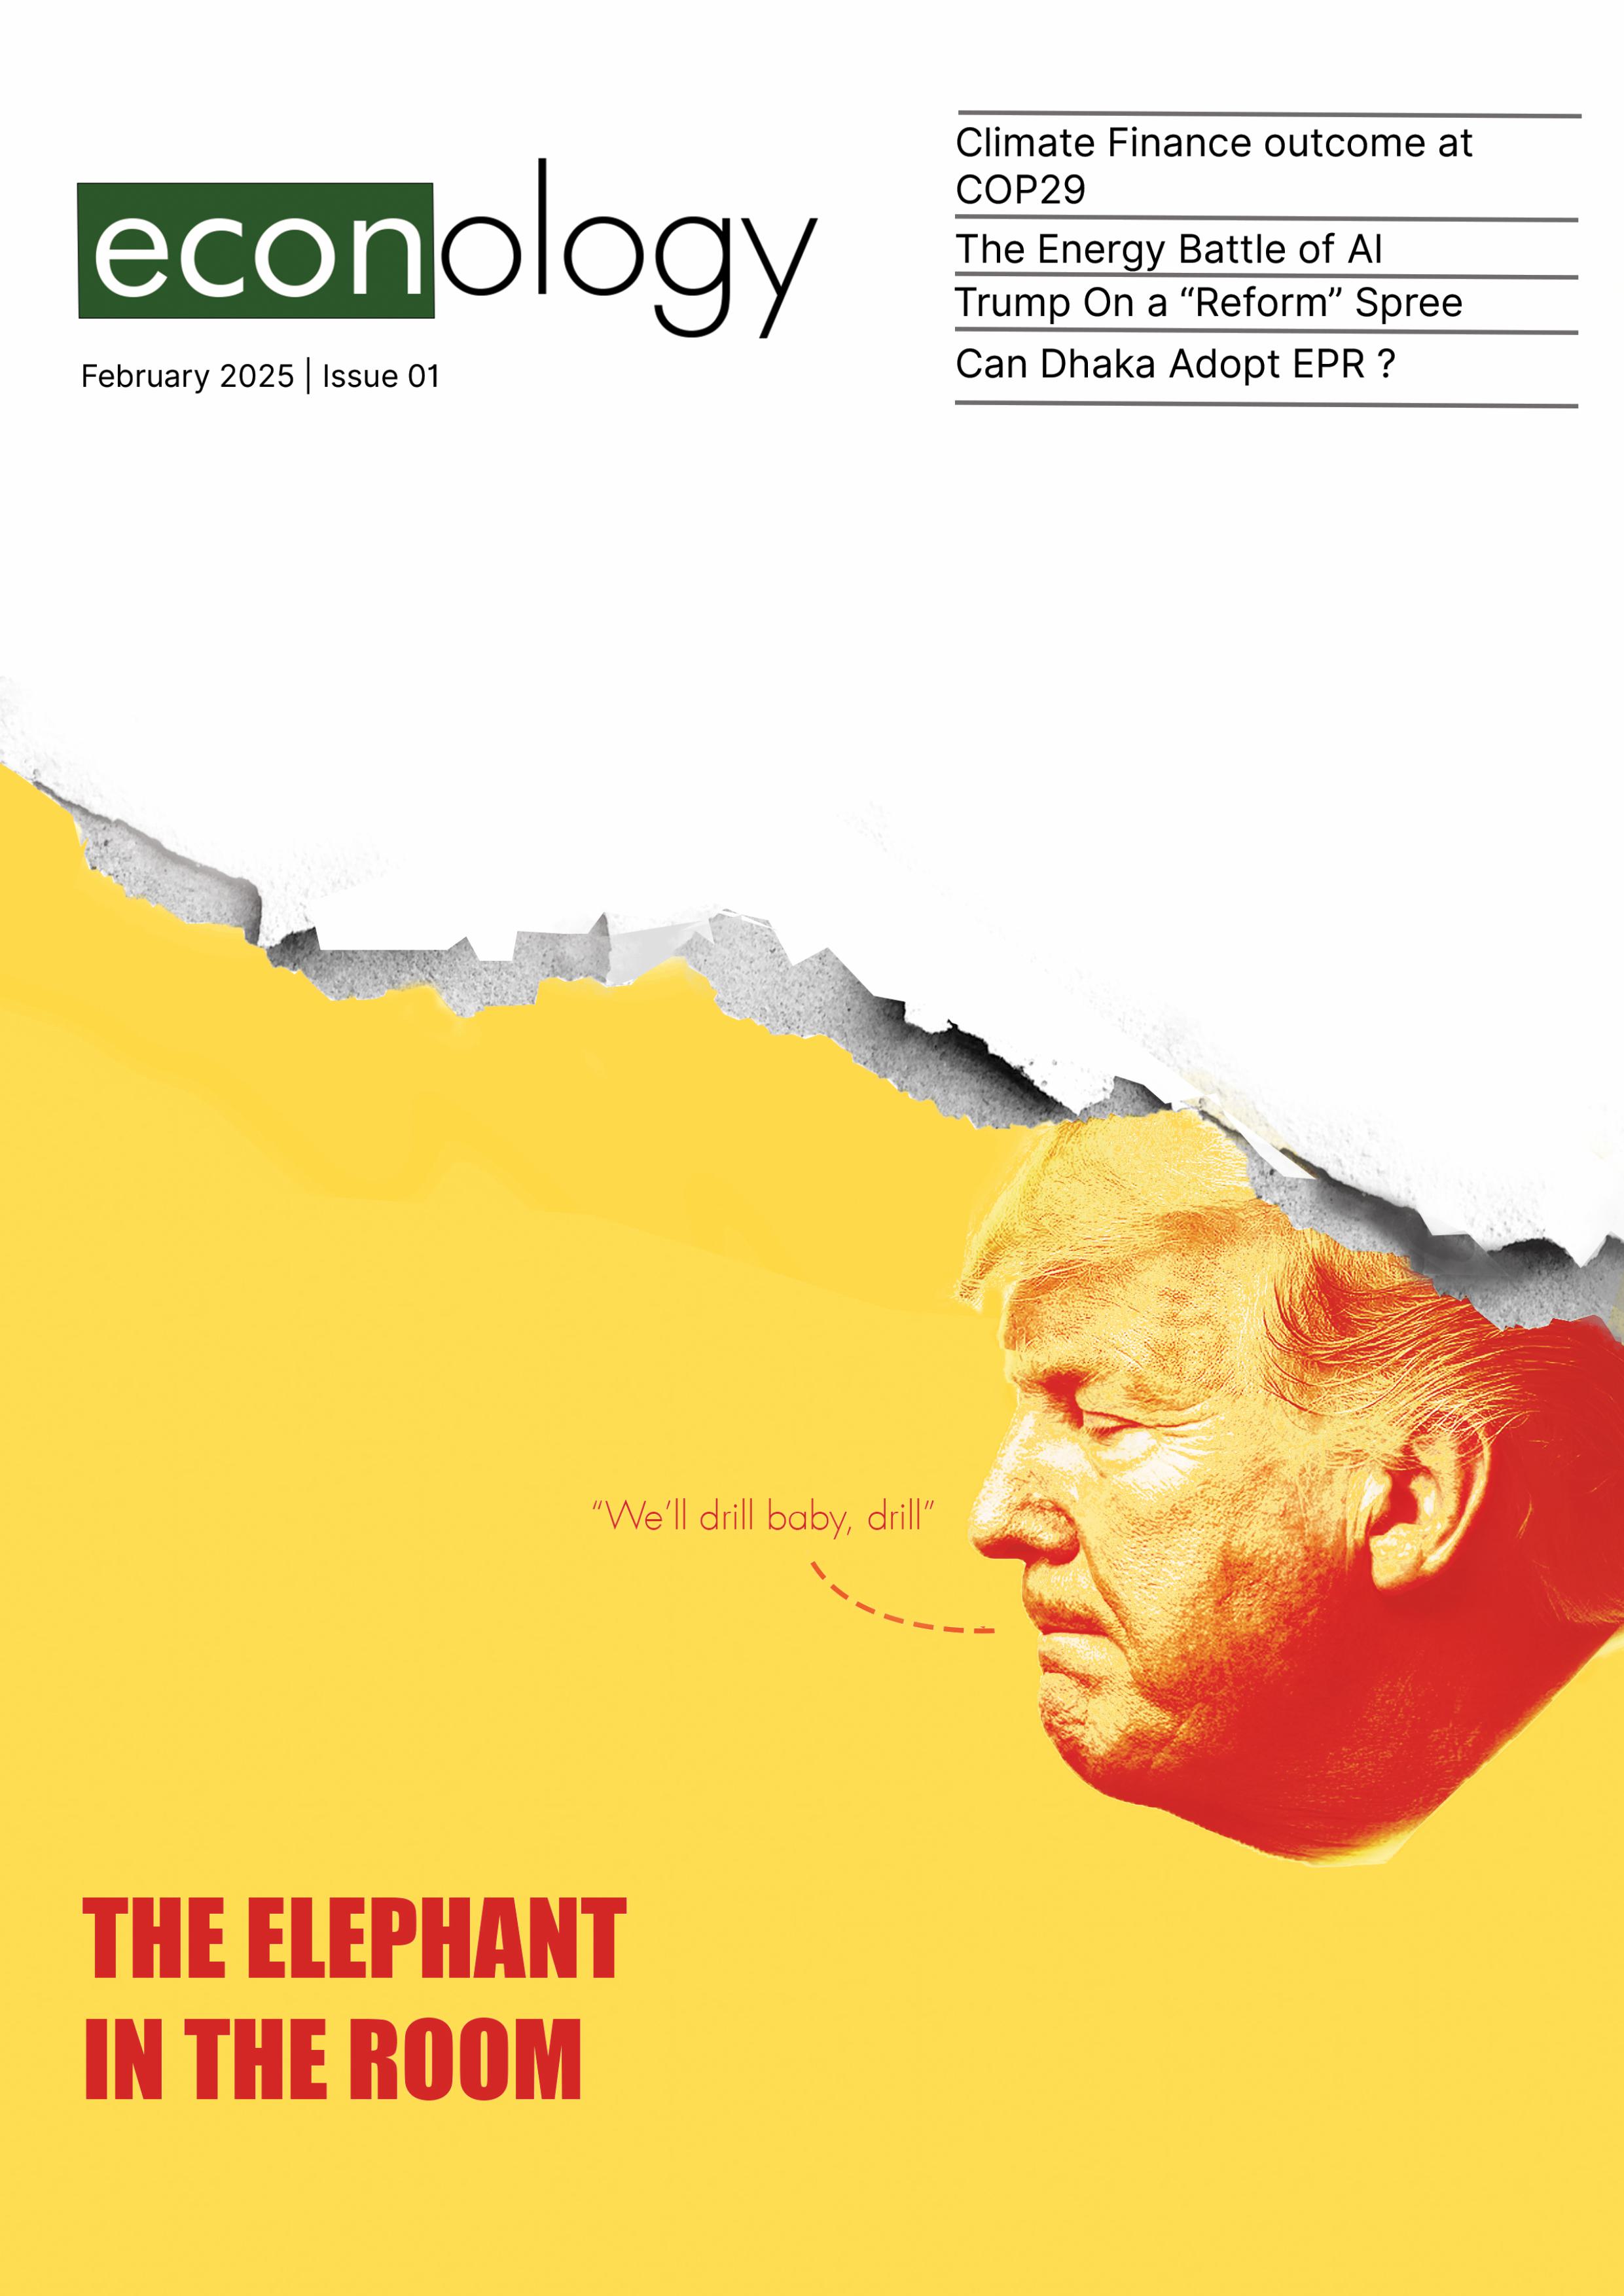 econology
February 2025 | Issue 01
Climate Finance outcome at
COP29
The Energy Battle of AI
Trump On a “Reform” Spree
Can Dhaka Adopt EPR ?
“We’ll drill baby, drill”
THE ELEPHANT
IN THE ROOM